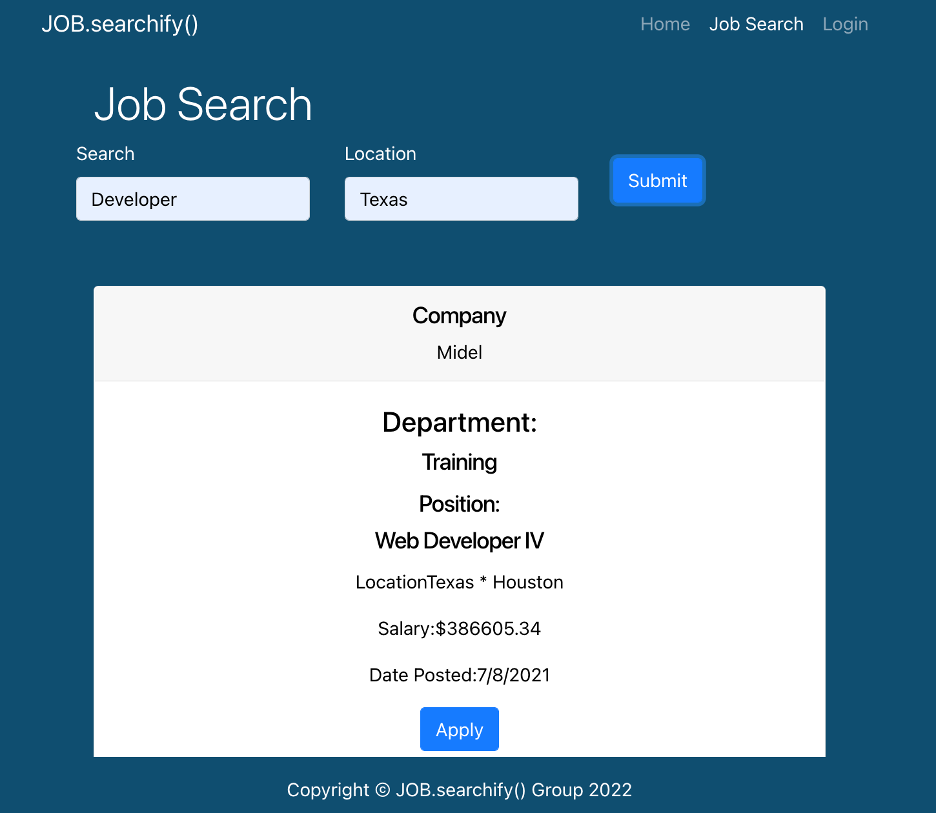 JOB.searchify()
Home Job Search Login
Job Search
Search
Location
Developer
Texas
Submit
Company
Midel
Department:
Training
Position:
Web Developer IV
LocationTexas * Houston
Salary:$386605.34
Date Posted:7/8/2021
Apply
Copyright © JOB.searchify() Group 2022